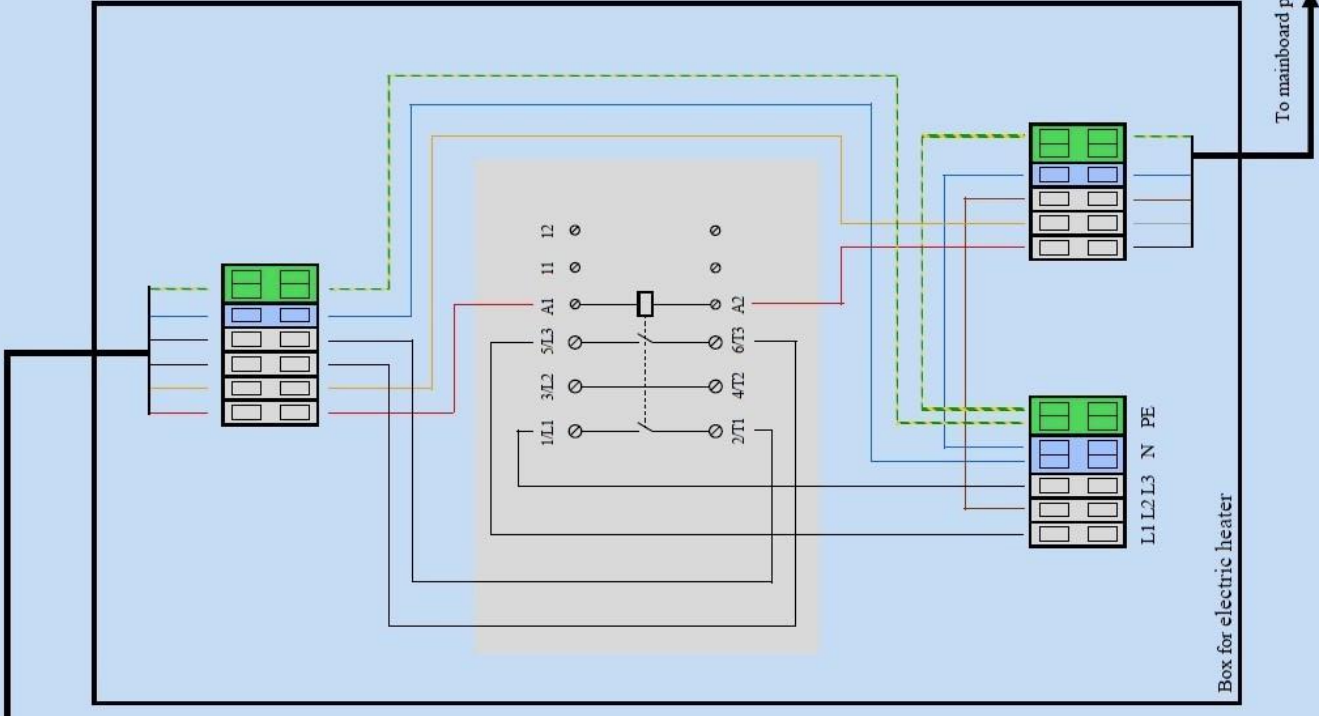 To mainboard
12
11
A1
A2
5/L3
6/T3
3/L2
4/T2
1/L1
2/T1
PE
N
L3
L2
L1
Box for electric heater